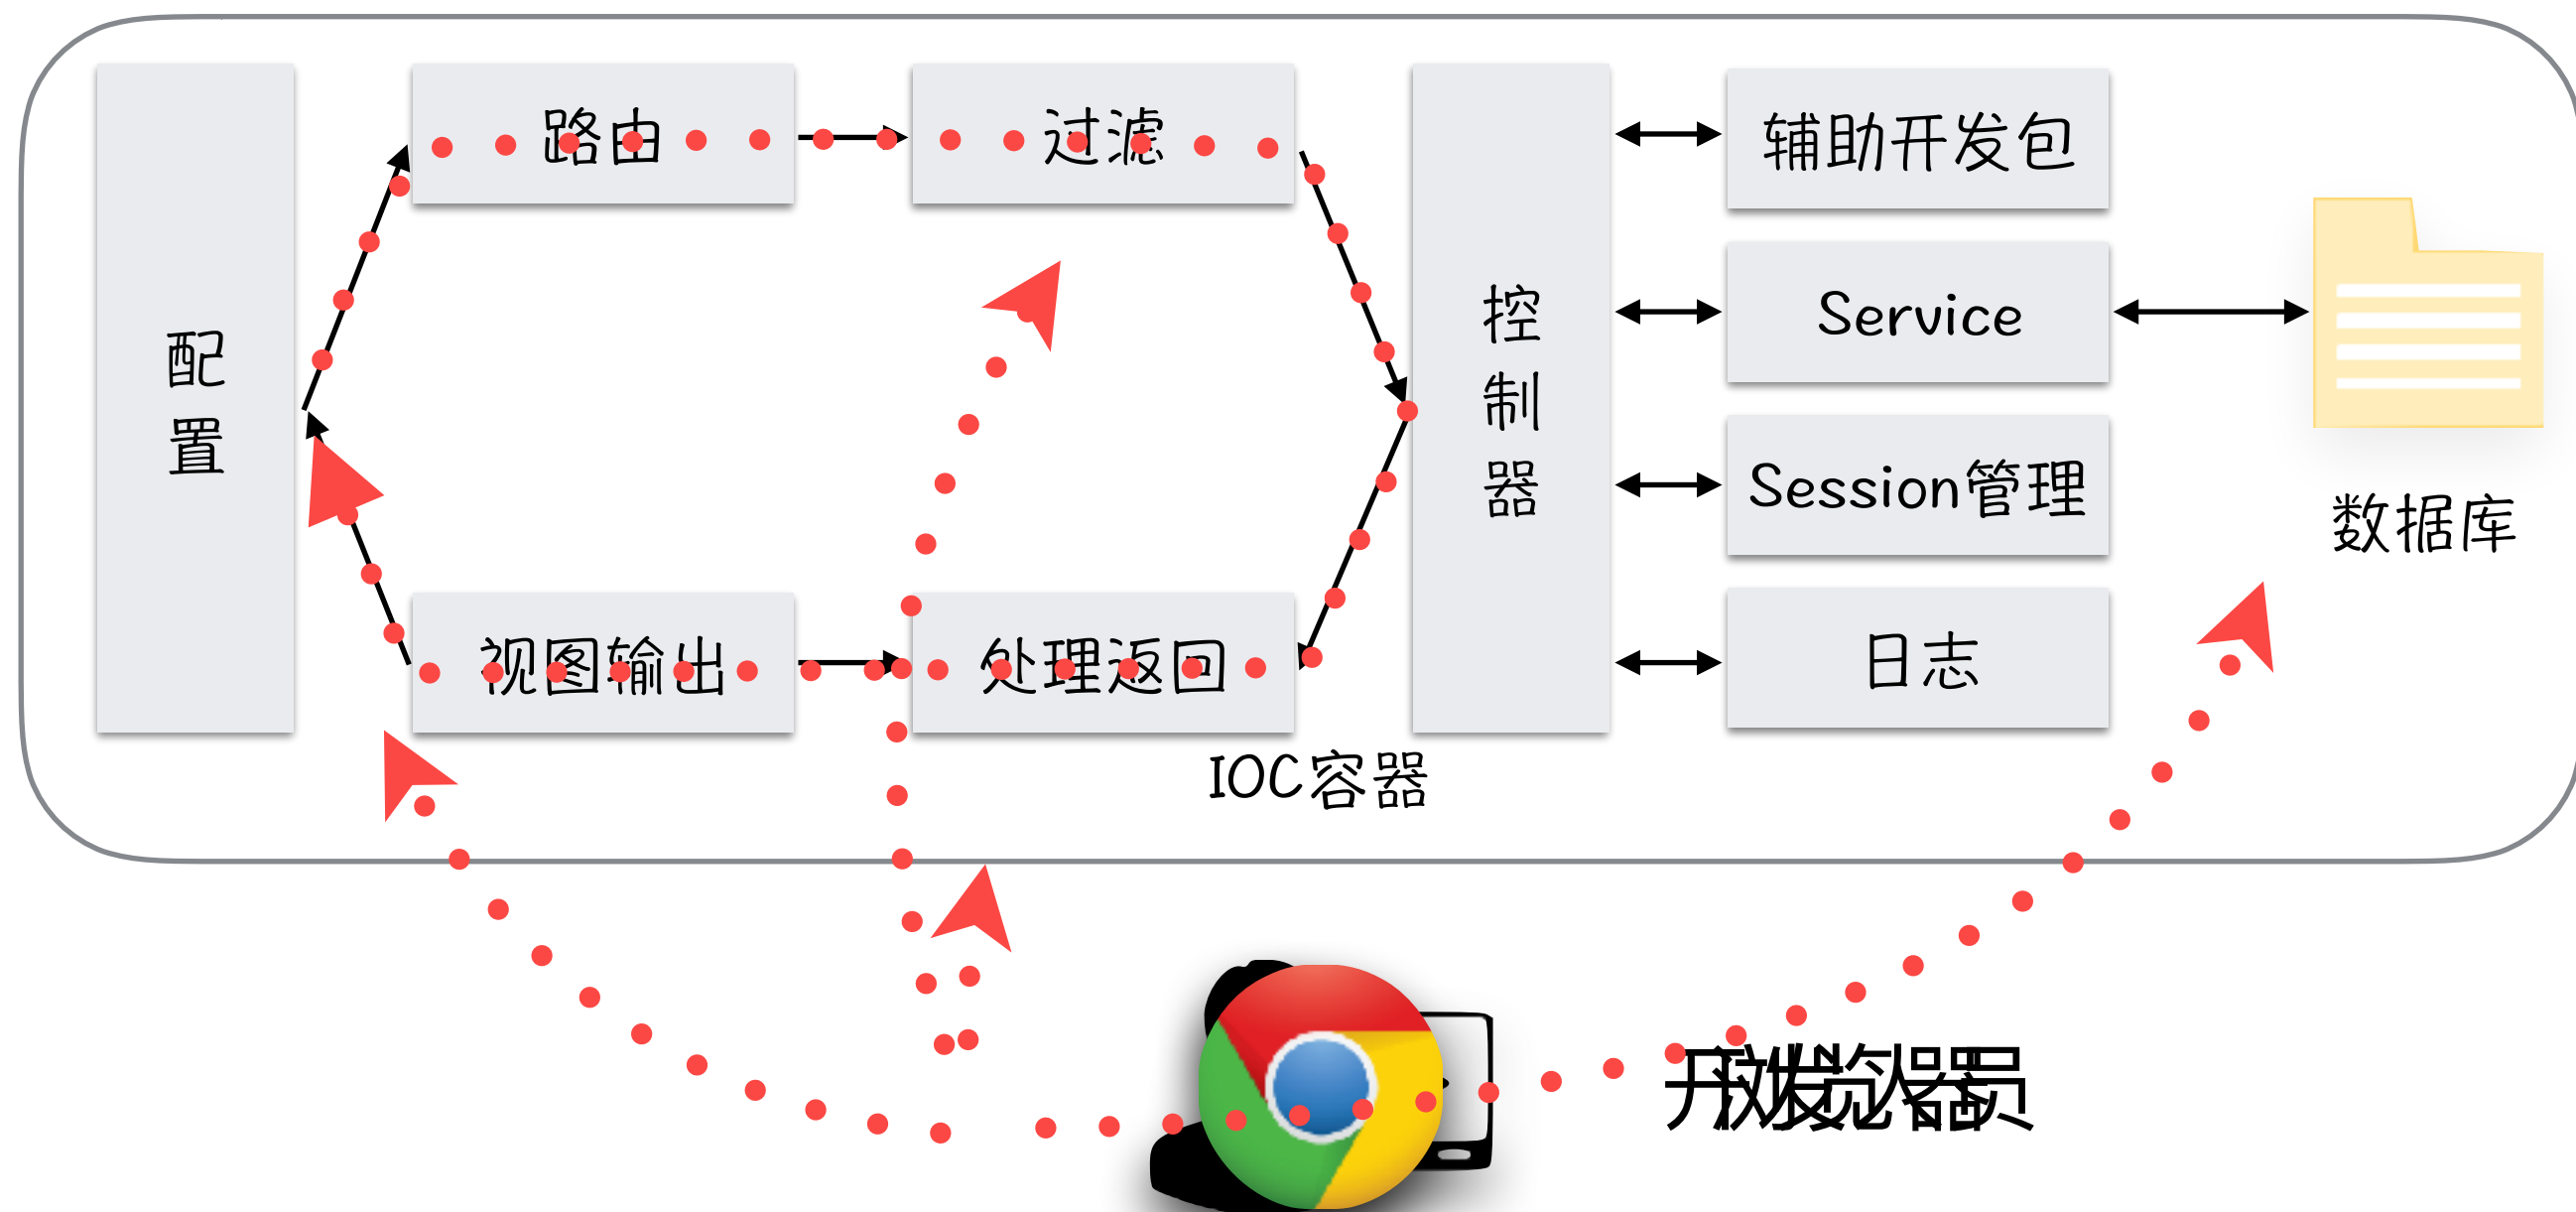 路由
过滤
辅助开发包
配置
控制器
Service
Session管理
数据库
视图输出
处理返回
日志
IOC容器